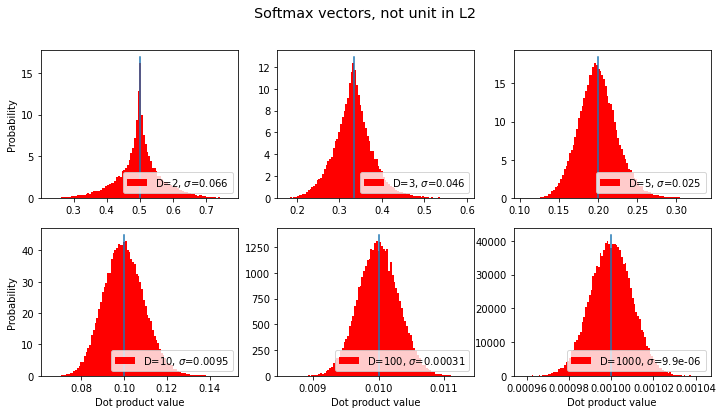 Softmax vectors, not unit in L2
Probability
15
10
5
0
0.3 0.4 0.5 0.6 0.7
D=2, σ=0.066
12
10
8
6
4
2
0
0.2 0.3 0.4 0.5 0.6
D=3, σ=0.046
15
10
5
0
0.10 0.15 0.20 0.25 0.30
D=5, σ=0.025
Probability
40
30
20
10
0
0.08 0.10 0.12 0.14
D=10, σ=0.0095
Dot product value
1250
1000
750
500
250
0
0.009 0.010 0.011
D=100, σ=0.00031
Dot product value
40000
30000
20000
10000
0
0.00096 0.00098 0.00100 0.00102 0.00104
D=1000, σ=9.9e-06
Dot product value